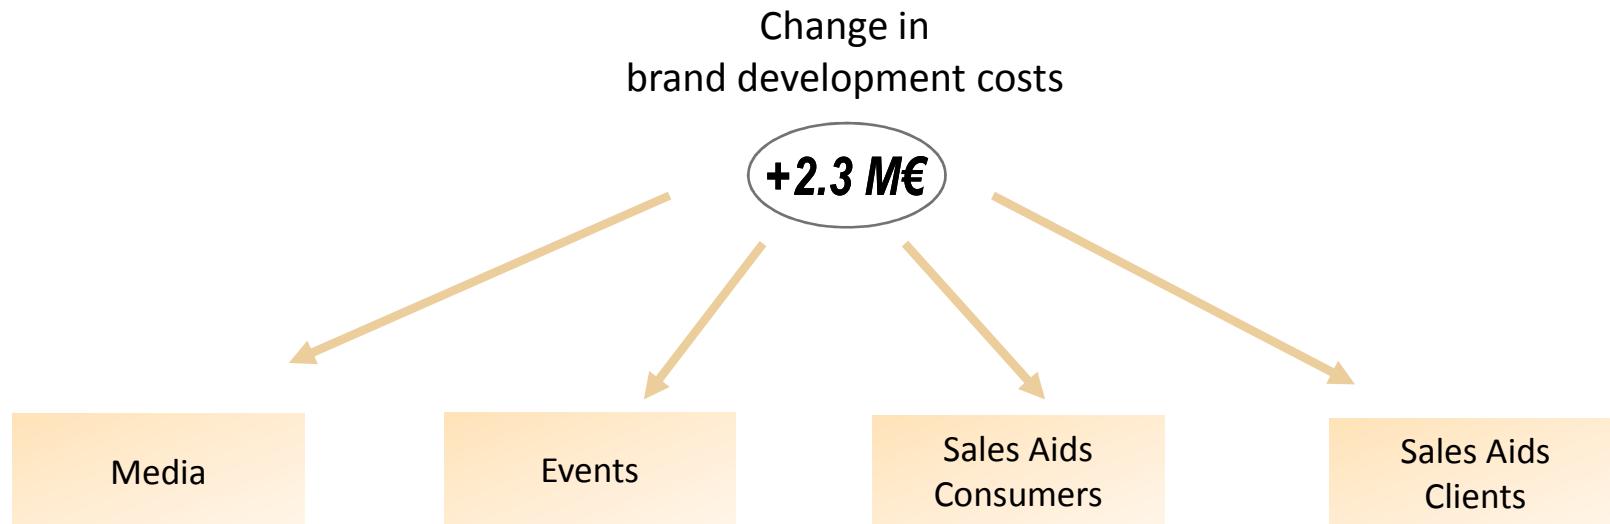 Change in
brand development costs
+2.3 M€
Media
Events
Sales Aids
Consumers
Sales Aids
Clients